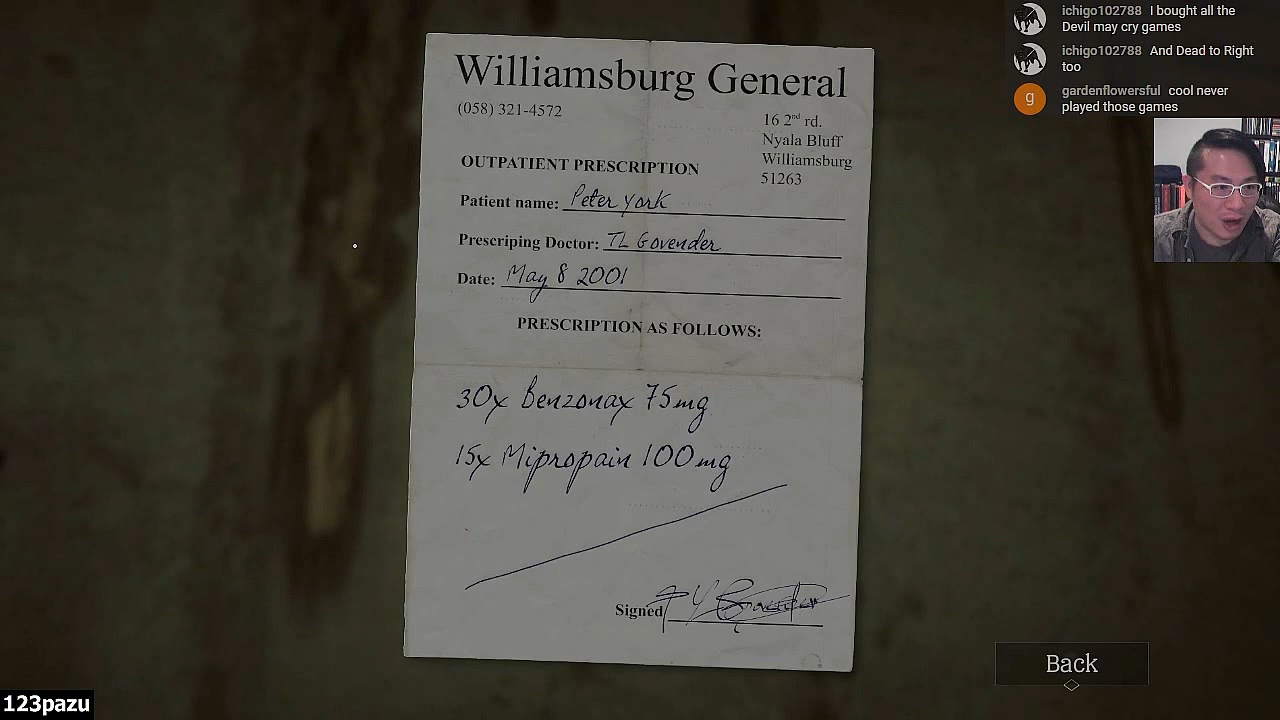 ichigo102788 I bought all the
Devil may cry games
ichigo102788 And Dead to Right
too
g gardenflowersful cool never
played those games
Williamsburg General
(058) 321-4572
16 2nd rd.
Nyala Bluff
Williamsburg
51263
OUTPATIENT PRESCRIPTION
Patient name: Peter York
Prescriping Doctor: TL Govender
Date: May 8 2001
PRESCRIPTION AS FOLLOWS:
30x Benzonax 75mg
15x Mipropain 100mg
Signed
Back
123pazu